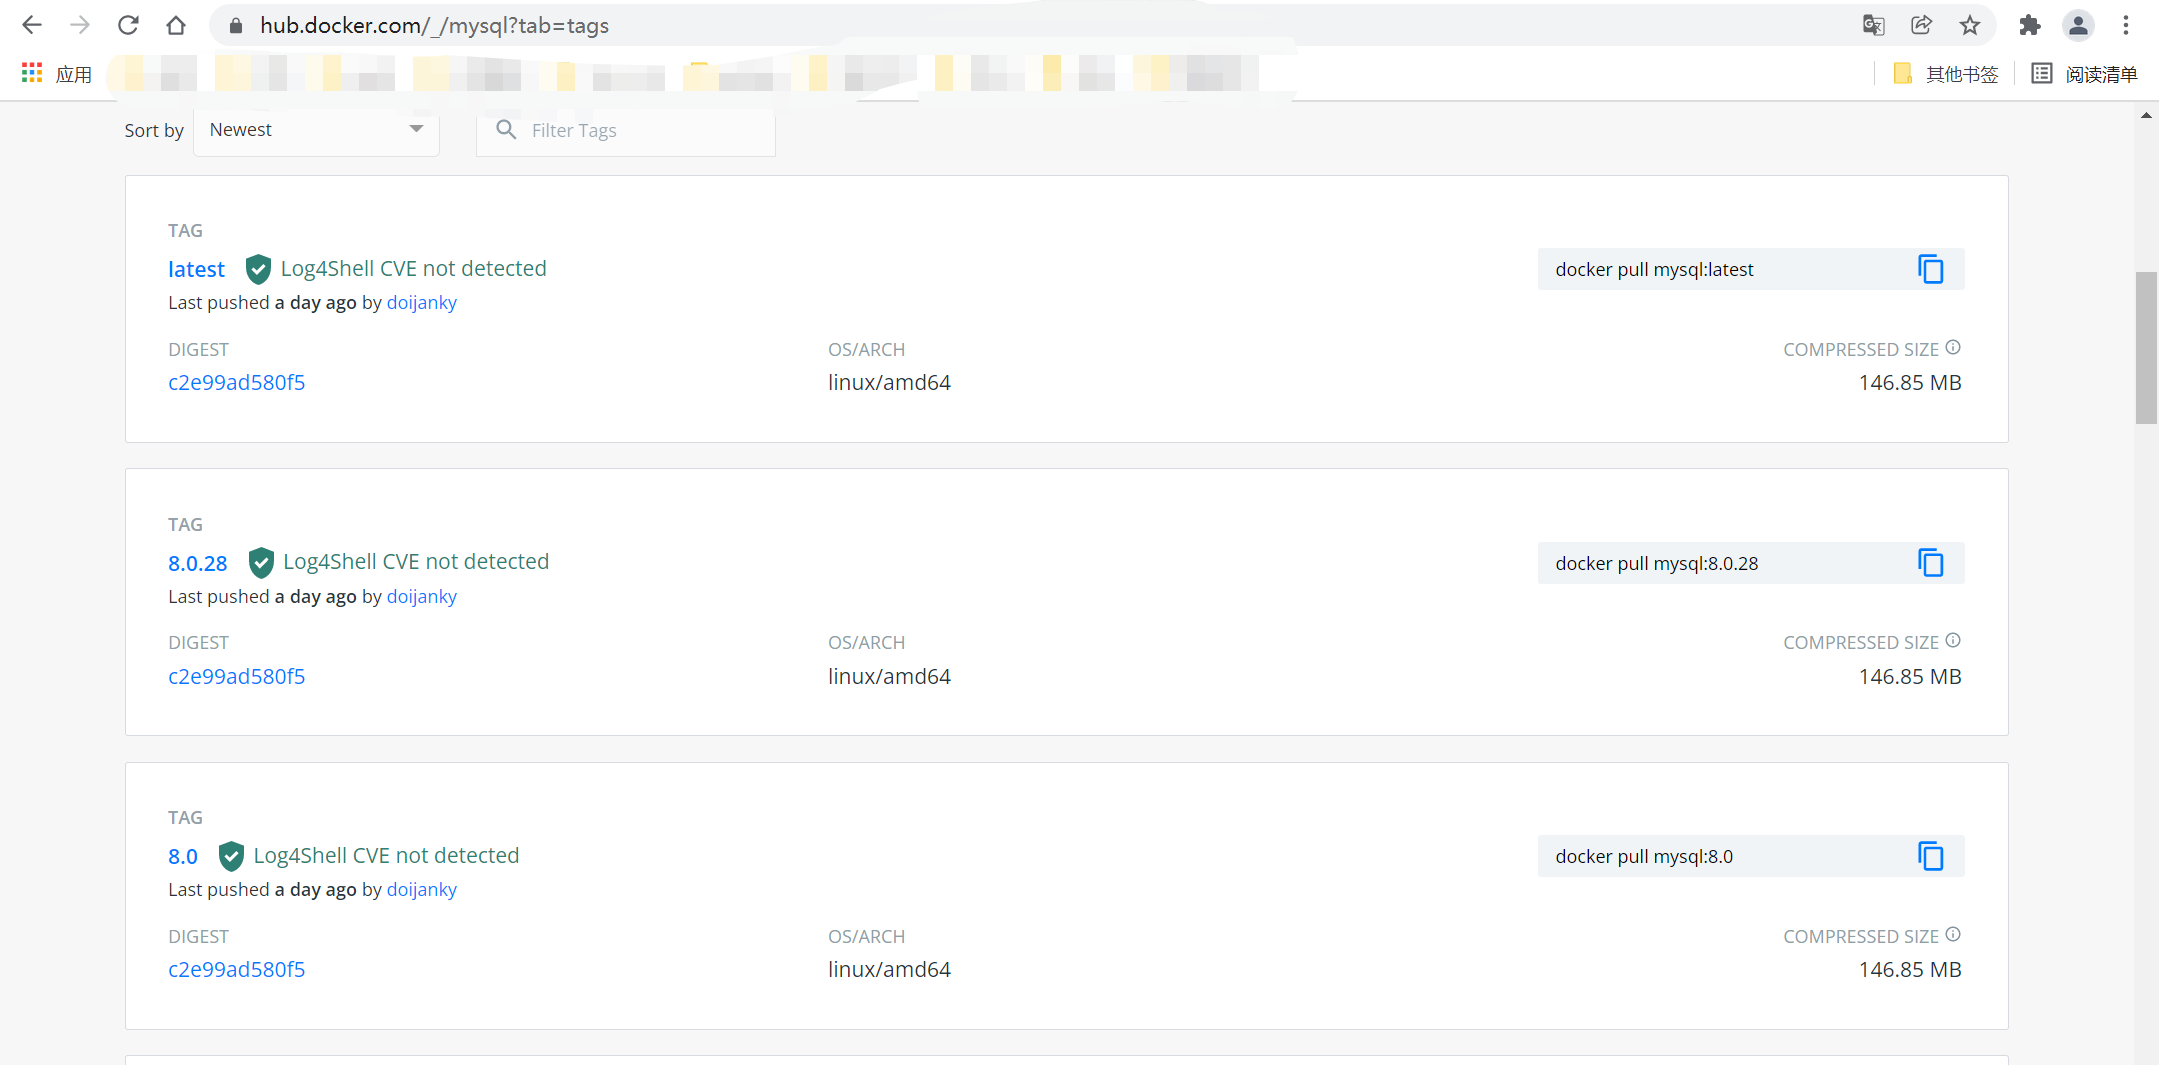 hub.docker.com/_/mysql?tab=tags
应用 其他书签 阅读清单
Sort by Newest Filter Tags
TAG
latest Log4Shell CVE not detected docker pull mysql:latest
Last pushed a day ago by doijanky
DIGEST OS/ARCH COMPRESSED SIZE
c2e99ad580f5 linux/amd64 146.85 MB
TAG
8.0.28 Log4Shell CVE not detected docker pull mysql:8.0.28
Last pushed a day ago by doijanky
DIGEST OS/ARCH COMPRESSED SIZE
c2e99ad580f5 linux/amd64 146.85 MB
TAG
8.0 Log4Shell CVE not detected docker pull mysql:8.0
Last pushed a day ago by doijanky
DIGEST OS/ARCH COMPRESSED SIZE
c2e99ad580f5 linux/amd64 146.85 MB